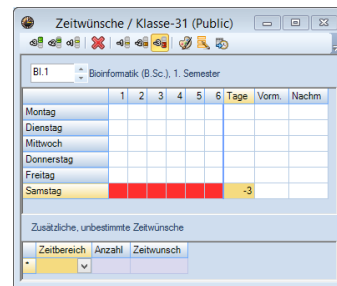 Zeitwünsche / Klasse-31 (Public)
BI.1 Bioinformatik (B.Sc.), 1. Semester
1 2 3 4 5 6 Tage Vorm. Nachm
Montag
Dienstag
Mittwoch
Donnerstag
Freitag
Samstag -3
Zusätzliche, unbestimmte Zeitwünsche
Zeitbereich Anzahl Zeitwunsch
*